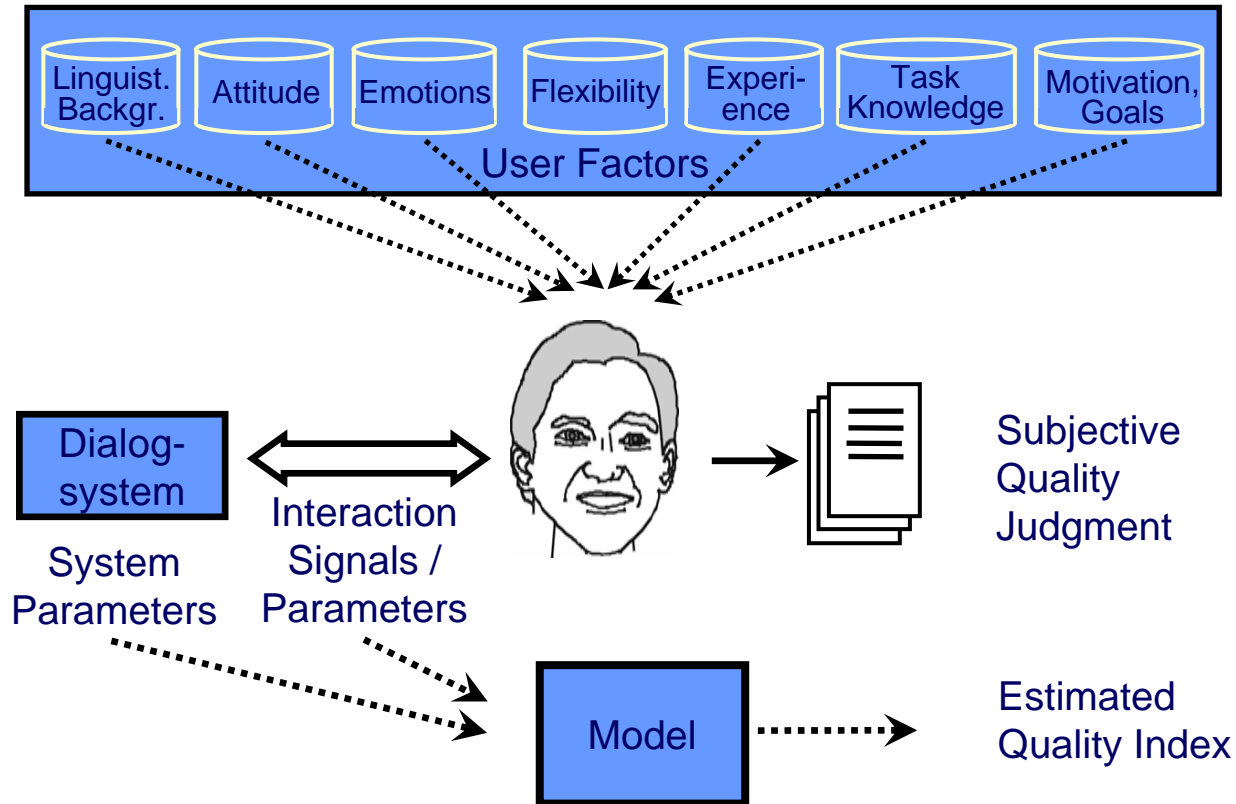 Linguist.
Backgr.
Attitude
Emotions
Flexibility
Experi-
ence
Task
Knowledge
Motivation,
Goals
User Factors
Dialog-
system
Interaction
Signals /
Parameters
System
Parameters
Subjective
Quality
Judgment
Model
Estimated
Quality Index